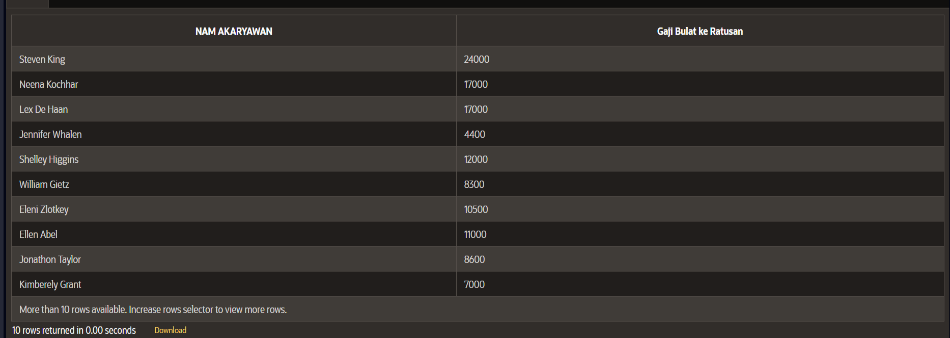 NAM AKARYAWAN Gaji Bulat ke Ratusan
Steven King 24000
Neena Kochhar 17000
Lex De Haan 17000
Jennifer Whalen 4400
Shelley Higgins 12000
William Gietz 8300
Eleni Zlotkey 10500
Ellen Abel 11000
Jonathon Taylor 8600
Kimberely Grant 7000
More than 10 rows available. Increase rows selector to view more rows.
10 rows returned in 0.00 seconds Download